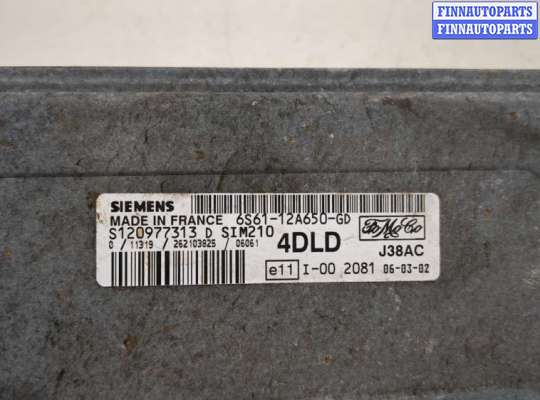 FINNAUTOPARTS
FINNAUTOPARTS
SIEMENS
MADE IN FRANCE 6S61-12A650-GD
S120977313 D SIM210
0 / 11319 / 262103825 / 06061
4DLD
FoMoCo
J38AC
e11 I-00 2081 06-03-02